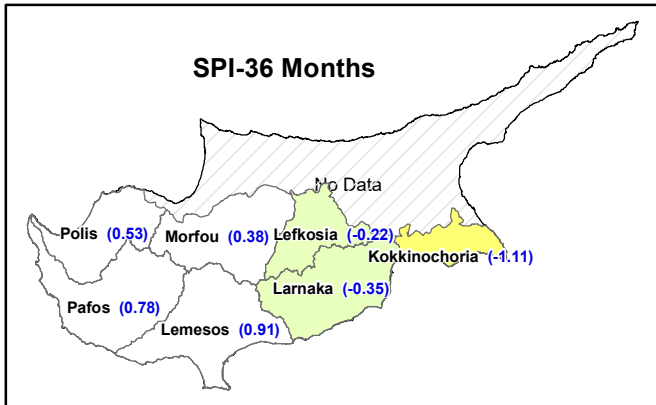 SPI-36 Months
No Data
Polis (0.53)
Morfou (0.38)
Lefkosia (-0.22)
Kokkinochoria (-1.11)
Pafos (0.78)
Larnaka (-0.35)
Lemesos (0.91)